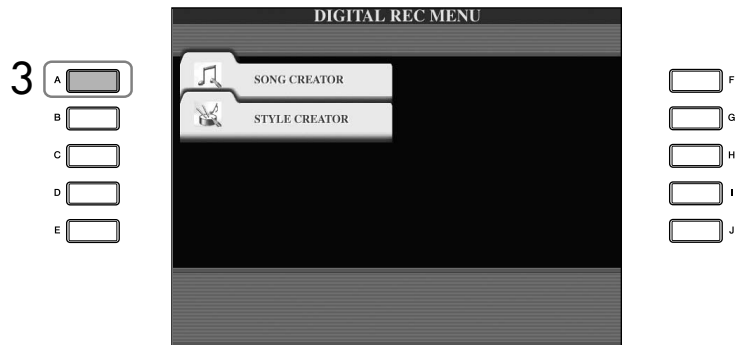 DIGITAL REC MENU
3
A
SONG CREATOR
F
B
STYLE CREATOR
G
C
H
D
I
E
J